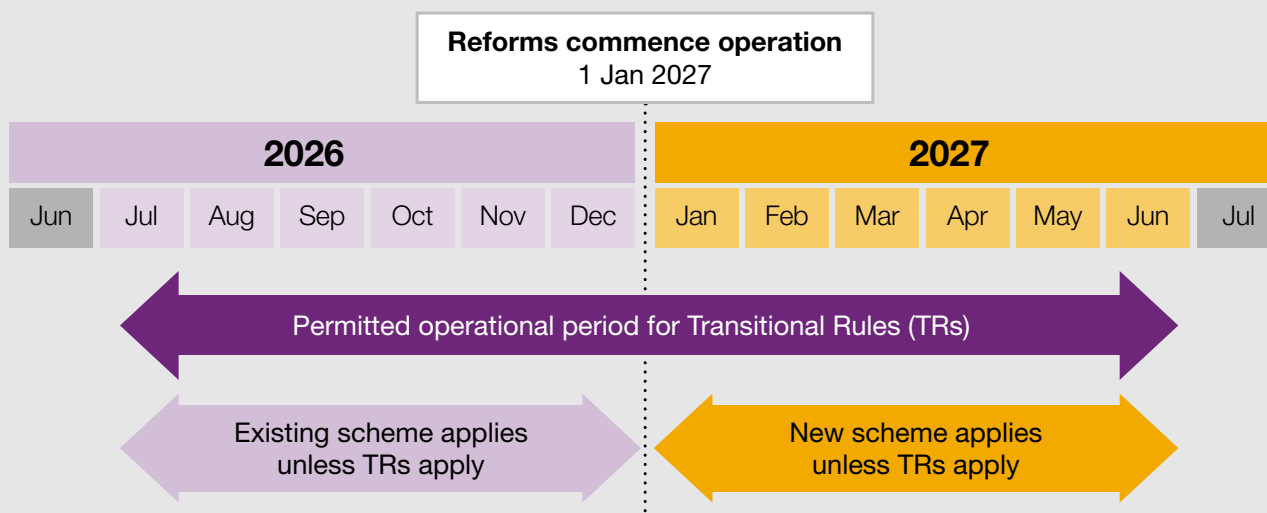 Reforms commence operation
1 Jan 2027
2026
2027
Jun
Jul
Aug
Sep
Oct
Nov
Dec
Jan
Feb
Mar
Apr
May
Jun
Jul
Permitted operational period for Transitional Rules (TRs)
Existing scheme applies
unless TRs apply
New scheme applies
unless TRs apply